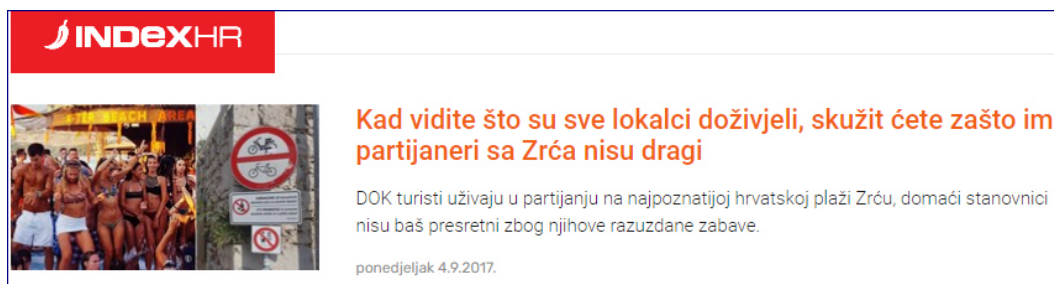 INDEXHR
BEACH AREA
Kad vidite što su sve lokalci doživjeli, skužit ćete zašto im
partijaneri sa Zrća nisu dragi
DOK turisti uživaju u partijanju na najpoznatijoj hrvatskoj plaži Zrću, domaći stanovnici
nisu baš presretni zbog njihove razuzdane zabave.
ponedjeljak 4.9.2017.